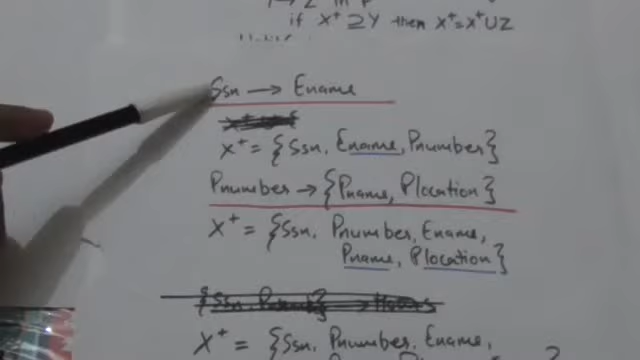 if X⁺ ⊇ Y then X⁺ = X⁺ U Z
Ssn → Ename
X⁺ = {Ssn, Ename, Pnumber}
Pnumber → {Pname, Plocation}
X⁺ = {Ssn, Pnumber, Ename,
Pname, Plocation}
X⁺ = {Ssn, Pnumber, Ename,